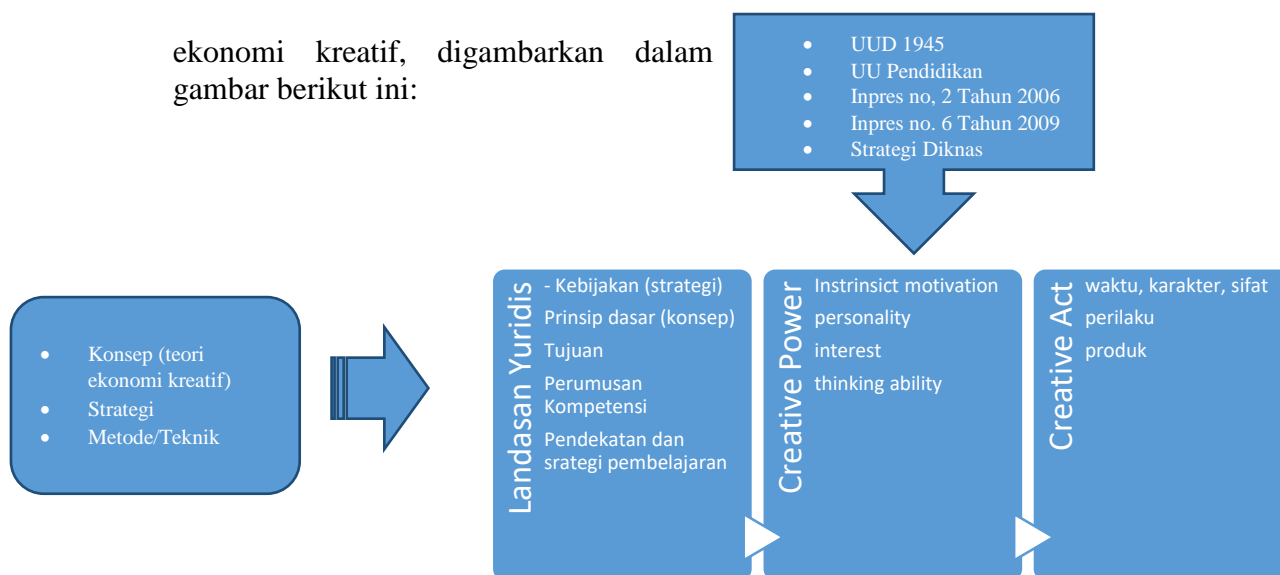 ekonomi kreatif, digambarkan dalam
gambar berikut ini:
• UUD 1945
• UU Pendidikan
• Inpres no, 2 Tahun 2006
• Inpres no. 6 Tahun 2009
• Strategi Diknas
• Konsep (teori
ekonomi kreatif)
• Strategi
• Metode/Teknik
Landasan Yuridis
- Kebijakan (strategi)
Prinsip dasar (konsep)
Tujuan
Perumusan
Kompetensi
Pendekatan dan
srategi pembelajaran
Creative Power
Instrinsict motivation
personality
interest
thinking ability
Creative Act
waktu, karakter, sifat
perilaku
produk